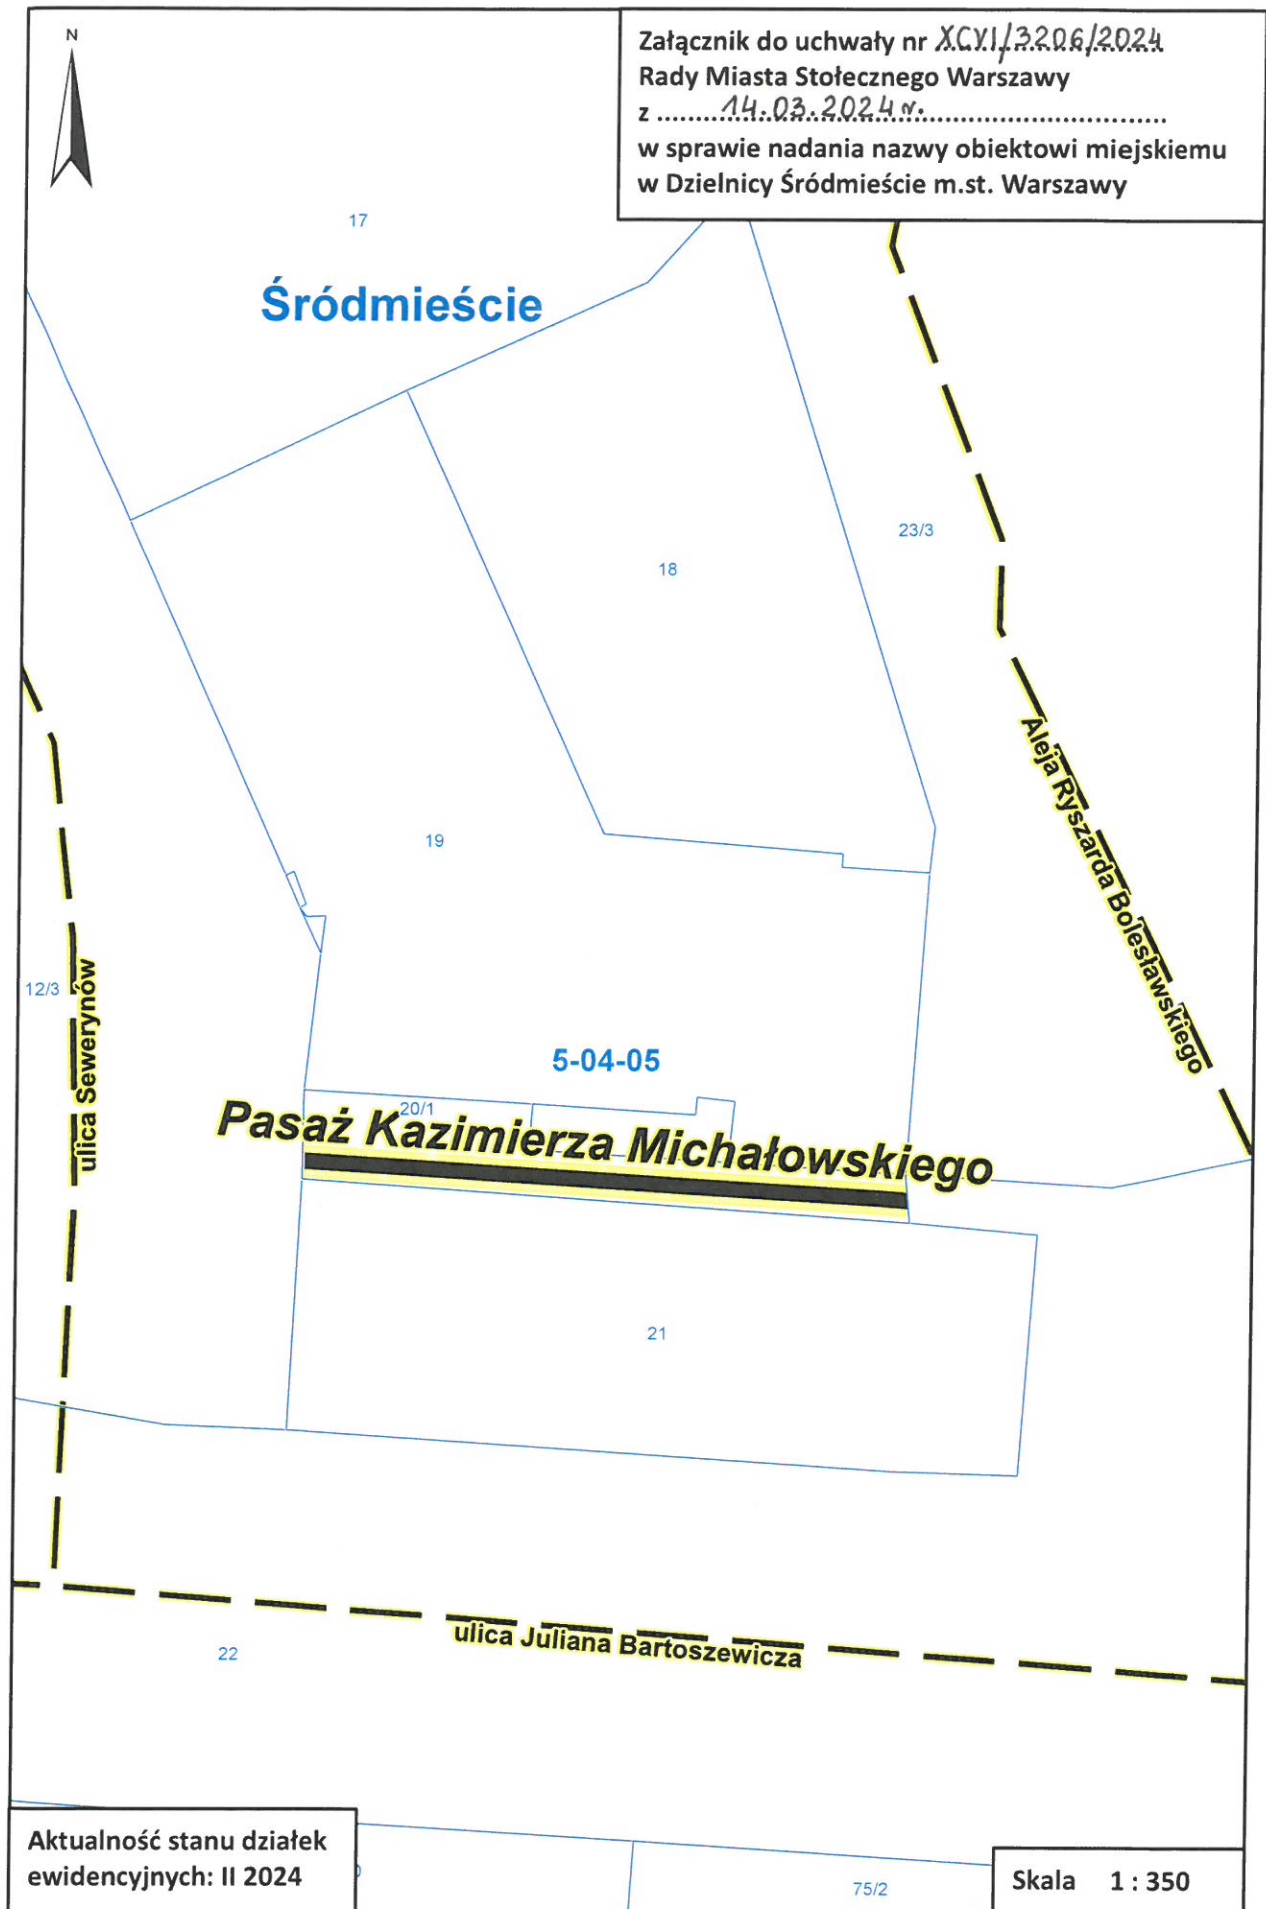 N
Załącznik do uchwały nr XCVI/3206/2024
Rady Miasta Stołecznego Warszawy
z ........14.03.2024 r................................................
w sprawie nadania nazwy obiektowi miejskiemu
w Dzielnicy Śródmieście m.st. Warszawy
17
Śródmieście
23/3
18
Aleja Ryszarda Bolesławskiego
19
12/3
ulica Sewerynów
5-04-05
20/1
Pasaż Kazimierza Michałowskiego
21
ulica Juliana Bartoszewicza
22
Aktualność stanu działek
ewidencyjnych: II 2024
75/2
Skala 1 : 350